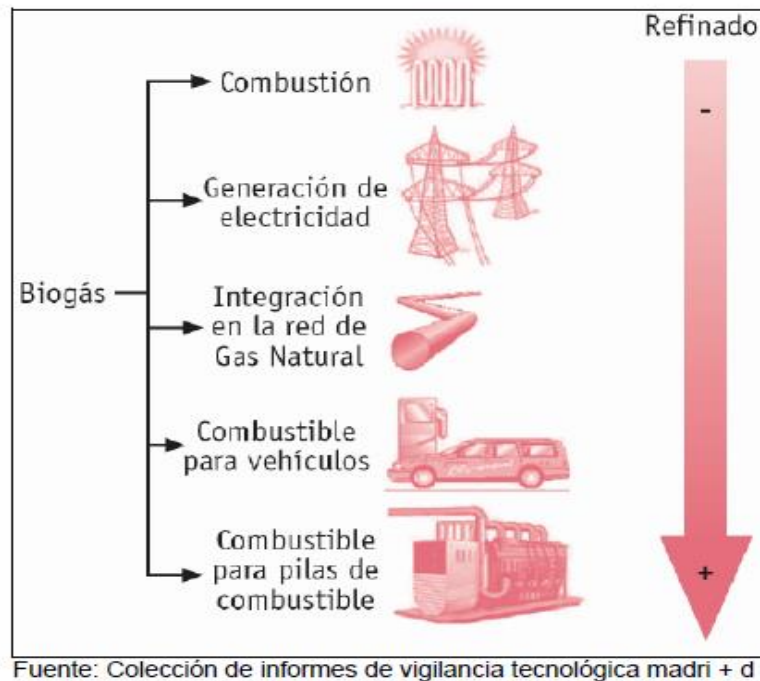 Refinado
-
Combustión
Generación de
electricidad
Biogás
Integración
en la red de
Gas Natural
Combustible
para vehículos
Combustible
para pilas de
combustible
+
Fuente: Colección de informes de vigilancia tecnológica madri + d